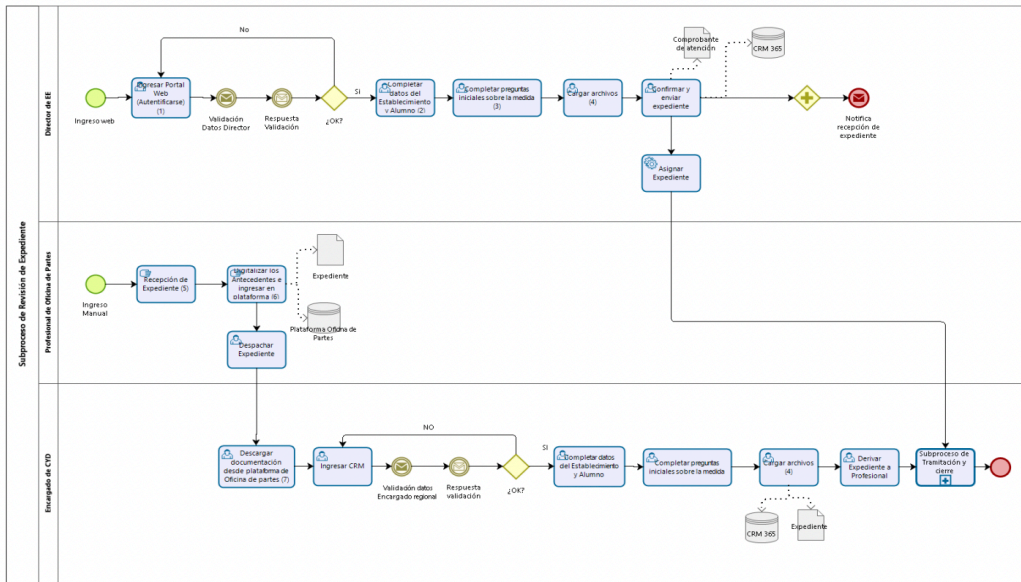 Subproceso de Revisión de Expediente
Director de EE
Ingreso web
No
Ingresar Portal
Web
(Autentificarse)
(1)
Validación
Datos Director
Respuesta
Validación
¿OK?
SI
Completar
datos del
Establecimiento
y Alumno (2)
Completar preguntas
iniciales sobre la medida
(3)
Cargar archivos
(4)
Confirmar y
enviar
expediente
Comprobante
de atención
CRM 365
Notifica
recepción de
expediente
Asignar
Expediente
Profesional de Oficina de Partes
Ingreso
Manual
Recepción de
Expediente (5)
Digitalizar los
Antecedentes e
ingresar en
plataforma (6)
Expediente
Plataforma Oficina de
Partes
Despachar
Expediente
Encargado de CYD
Descargar
documentación
desde plataforma de
Oficina de partes (7)
Ingresar CRM
NO
Validación datos
Encargado regional
Respuesta
validación
¿OK?
SI
Completar datos
del Establecimiento
y Alumno
Completar preguntas
iniciales sobre la medida
Cargar archivos
(4)
CRM 365
Expediente
Derivar
Expediente a
Profesional
Subproceso de
Tramitación y
cierre